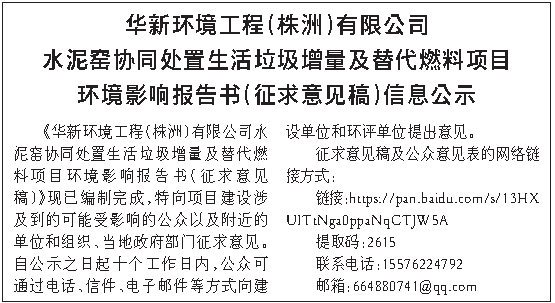 华新环境工程(株洲)有限公司
水泥窑协同处置生活垃圾增量及替代燃料项目
环境影响报告书(征求意见稿)信息公示
《华新环境工程(株洲)有限公司水
泥窑协同处置生活垃圾增量及替代燃
料项目环境影响报告书(征求意见
稿)》现已编制完成,特向项目建设涉
及到的可能受影响的公众以及附近的
单位和组织、当地政府部门征求意见。
自公示之日起十个工作日内,公众可
通过电话、信件、电子邮件等方式向建
设单位和环评单位提出意见。
征求意见稿及公众意见表的网络链
接方式:
链接:https://pan.baidu.com/s/13HX
UlTtNga0ppaNqCTJW5A
提取码:2615
联系电话:15576224792
邮箱:664880741@qq.com